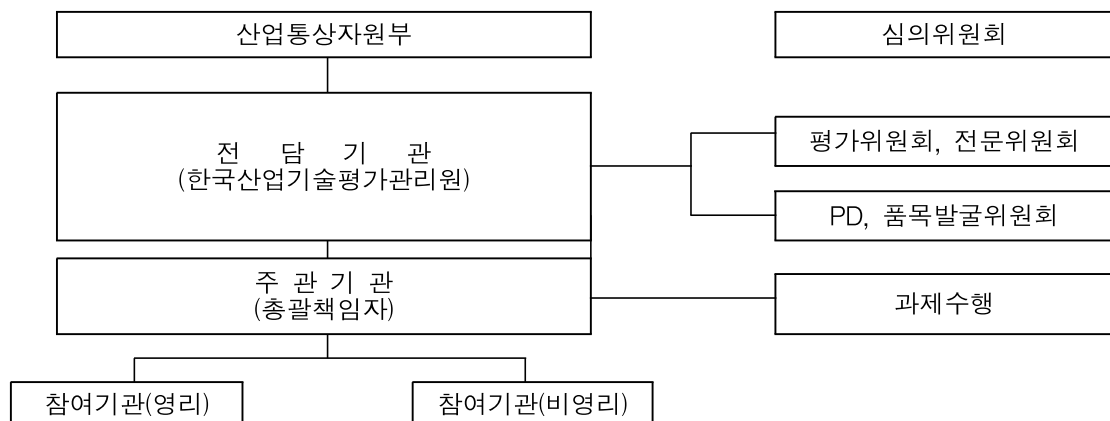 산업통상자원부
심의위원회
전 담 기 관
(한국산업기술평가관리원)
평가위원회, 전문위원회
PD, 품목발굴위원회
주 관 기 관
(총괄책임자)
과제수행
참여기관(영리)
참여기관(비영리)